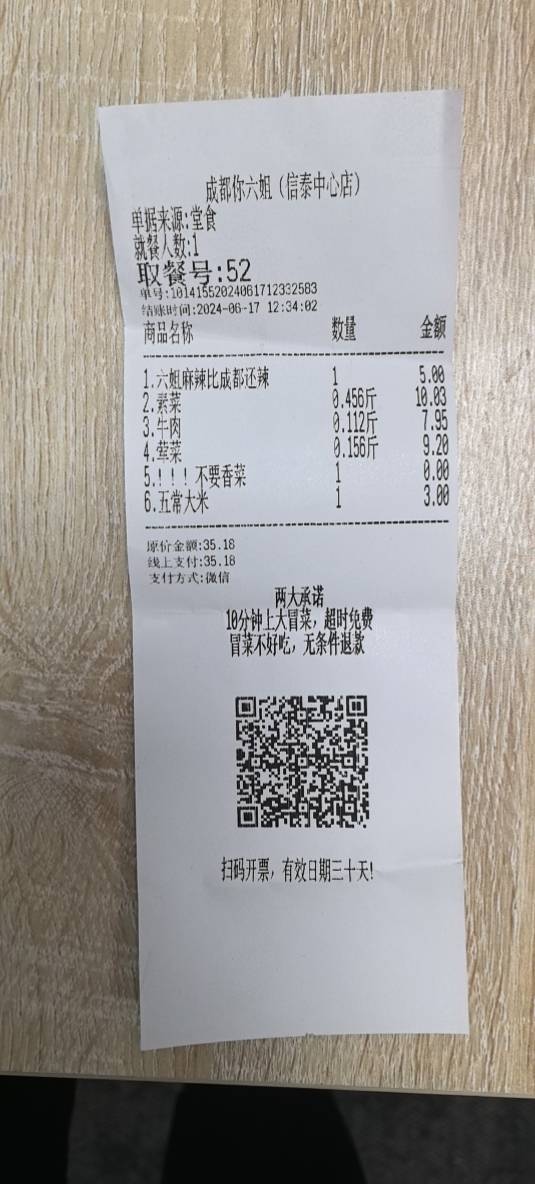 成都你六姐（信泰中心店）
单据来源:堂食
就餐人数:1
取餐号:52
单号:1014155202406171233​2583
结账时间:2024-06-17 12:34:02
商品名称 数量 金额
1.六姐麻辣比成都还辣 1 5.00
2.素菜 0.456斤 10.03
3.牛肉 0.112斤 7.95
4.荤菜 0.156斤 9.20
5.！！！不要香菜 1 0.00
6.五常大米 1 3.00
原价金额:35.18
线上支付:35.18
支付方式:微信
两大承诺
10分钟上大冒菜，超时免费
冒菜不好吃，无条件退款
扫码开票，有效日期三十天!